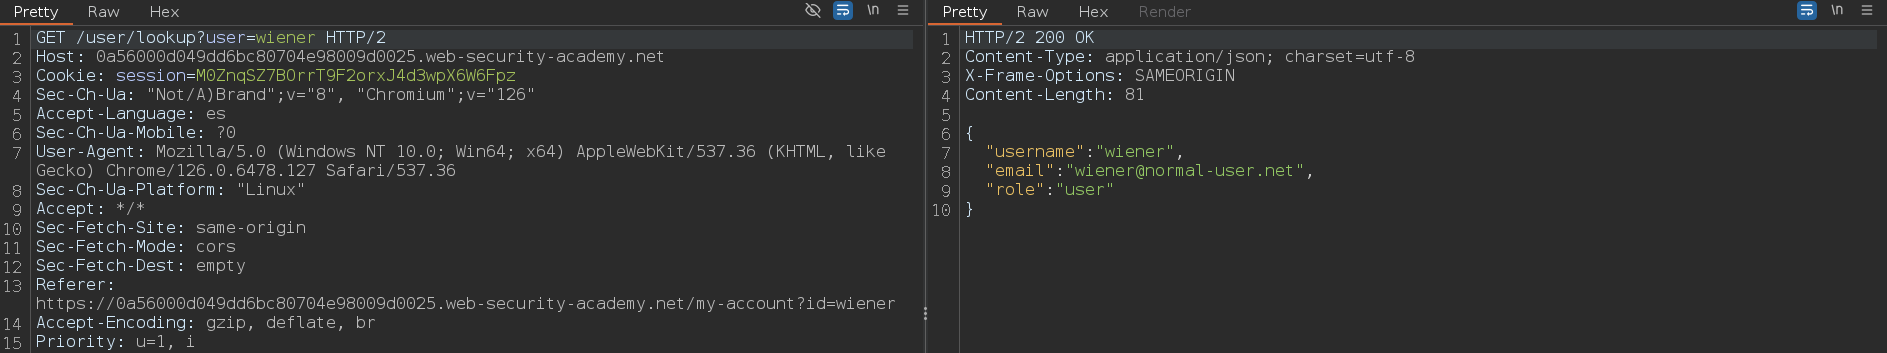 Pretty Raw Hex \n
1 GET /user/lookup?user=wiener HTTP/2
2 Host: 0a56000d049dd6bc80704e98009d0025.web-security-academy.net
3 Cookie: session=M0ZnqSZ7BOrrT9F2orxJ4d3wpX6W6Fpz
4 Sec-Ch-Ua: "Not/A)Brand";v="8", "Chromium";v="126"
5 Accept-Language: es
6 Sec-Ch-Ua-Mobile: ?0
7 User-Agent: Mozilla/5.0 (Windows NT 10.0; Win64; x64) AppleWebKit/537.36 (KHTML, like
Gecko) Chrome/126.0.6478.127 Safari/537.36
8 Sec-Ch-Ua-Platform: "Linux"
9 Accept: */*
10 Sec-Fetch-Site: same-origin
11 Sec-Fetch-Mode: cors
12 Sec-Fetch-Dest: empty
13 Referer:
https://0a56000d049dd6bc80704e98009d0025.web-security-academy.net/my-account?id=wiener
14 Accept-Encoding: gzip, deflate, br
15 Priority: u=1, i
Pretty Raw Hex Render \n
1 HTTP/2 200 OK
2 Content-Type: application/json; charset=utf-8
3 X-Frame-Options: SAMEORIGIN
4 Content-Length: 81
5
6 {
7 "username":"wiener",
8 "email":"wiener@normal-user.net",
9 "role":"user"
10 }